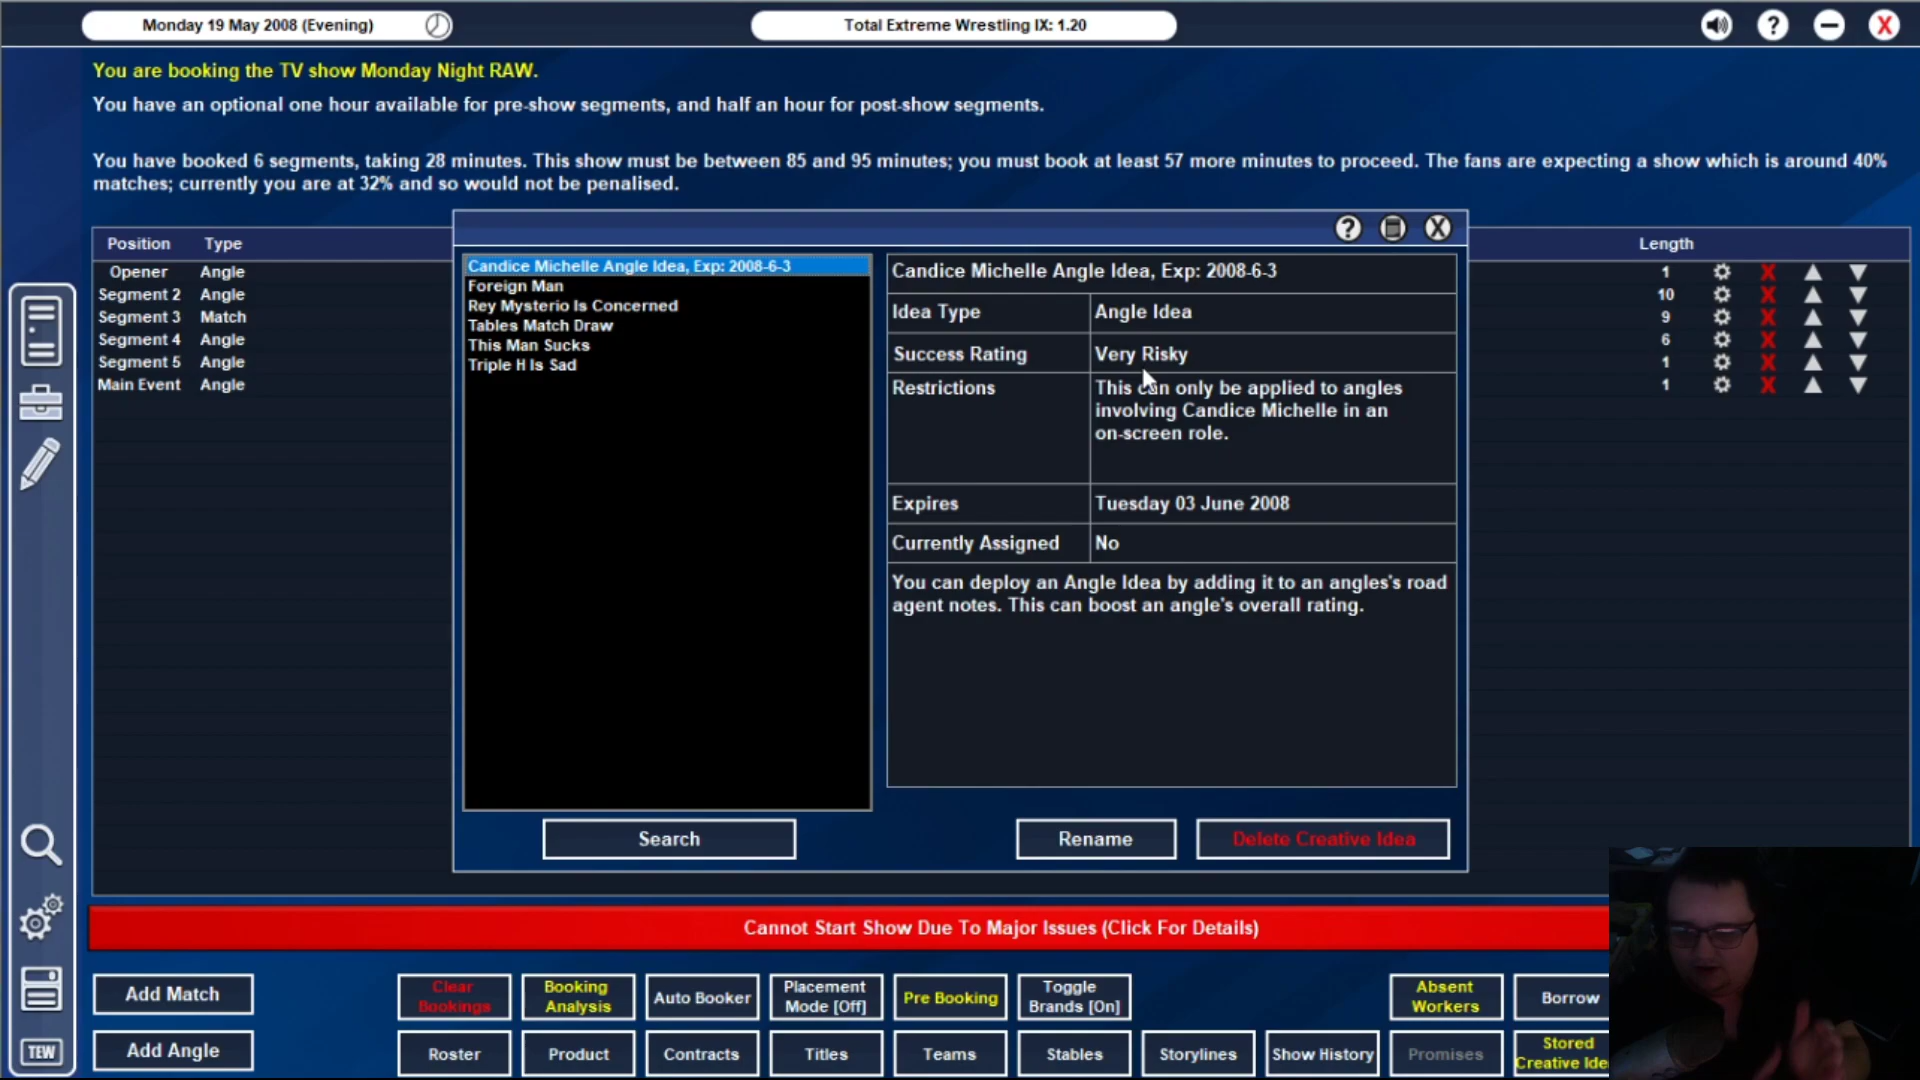 Monday 19 May 2008 (Evening)
Total Extreme Wrestling IX: 1.20
?
X
You are booking the TV show Monday Night RAW.
You have an optional one hour available for pre-show segments, and half an hour for post-show segments.
You have booked 6 segments, taking 28 minutes. This show must be between 85 and 95 minutes; you must book at least 57 more minutes to proceed. The fans are expecting a show which is around 40%
matches; currently you are at 32% and so would not be penalised.
Position Type Length
Opener Angle 1 X
Segment 2 Angle 10 X
Segment 3 Match 9 X
Segment 4 Angle 6 X
Segment 5 Angle 1 X
Main Event Angle 1 X
? X
Candice Michelle Angle Idea, Exp: 2008-6-3
Foreign Man
Rey Mysterio Is Concerned
Tables Match Draw
This Man Sucks
Triple H Is Sad
Candice Michelle Angle Idea, Exp: 2008-6-3
Idea Type Angle Idea
Success Rating Very Risky
Restrictions This can only be applied to angles
involving Candice Michelle in an
on-screen role.
Expires Tuesday 03 June 2008
Currently Assigned No
You can deploy an Angle Idea by adding it to an angles's road
agent notes. This can boost an angle's overall rating.
Search
Rename
Delete Creative Idea
Cannot Start Show Due To Major Issues (Click For Details)
Add Match
Clear
Bookings
Booking
Analysis
Auto Booker
Placement
Mode [Off]
Pre Booking
Toggle
Brands [On]
Absent
Workers
Borrow
TEW
Add Angle
Roster
Product
Contracts
Titles
Teams
Stables
Storylines
Show History
Promises
Stored
Creative Ide